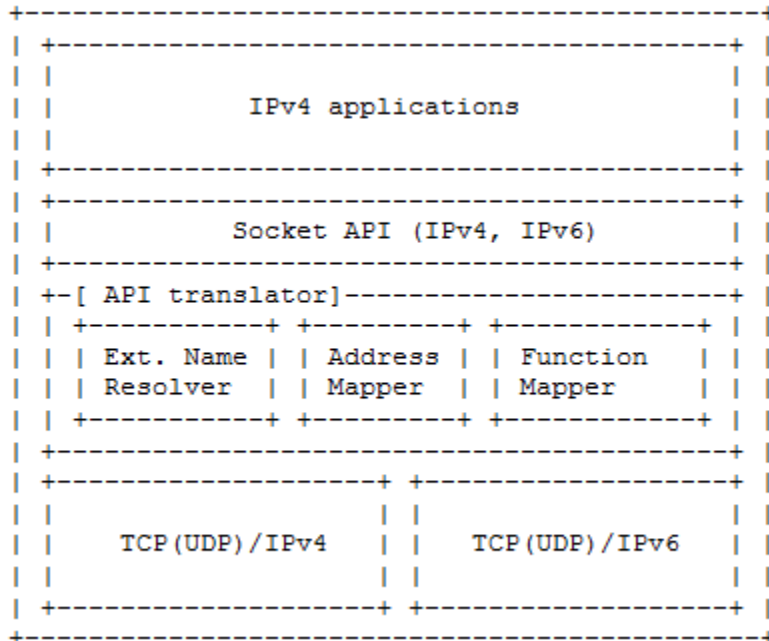 IPv4 applications
Socket API (IPv4, IPv6)
[ API translator]
Ext. Name Address Function
Resolver Mapper Mapper
TCP(UDP)/IPv4 TCP(UDP)/IPv6